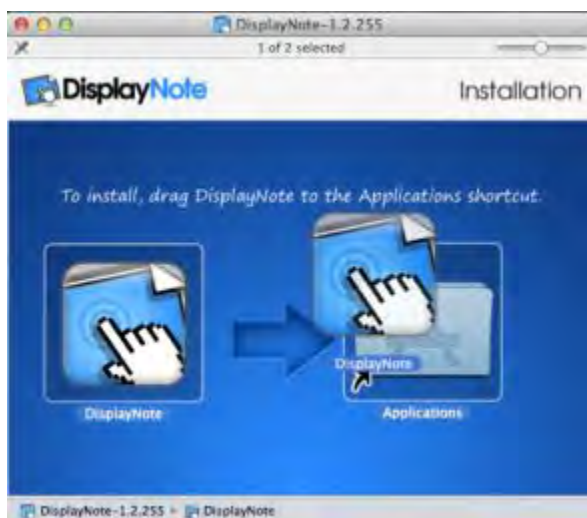 DisplayNote-1.2.255
1 of 2 selected
DisplayNote
Installation
To install, drag DisplayNote to the Applications shortcut.
DisplayNote
DisplayNote
Applications
DisplayNote-1.2.255 ▸ DisplayNote